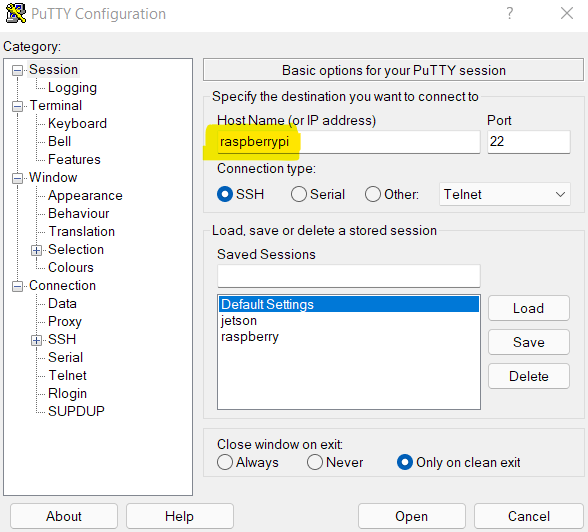 PuTTY Configuration
? ×
Category:
Session
Logging
Terminal
Keyboard
Bell
Features
Window
Appearance
Behaviour
Translation
Selection
Colours
Connection
Data
Proxy
SSH
Serial
Telnet
Rlogin
SUPDUP
Basic options for your PuTTY session
Specify the destination you want to connect to
Host Name (or IP address) Port
raspberrypi 22
Connection type:
SSH Serial Other: Telnet
Load, save or delete a stored session
Saved Sessions
Default Settings
jetson
raspberry
Load
Save
Delete
Close window on exit:
Always Never Only on clean exit
About Help Open Cancel